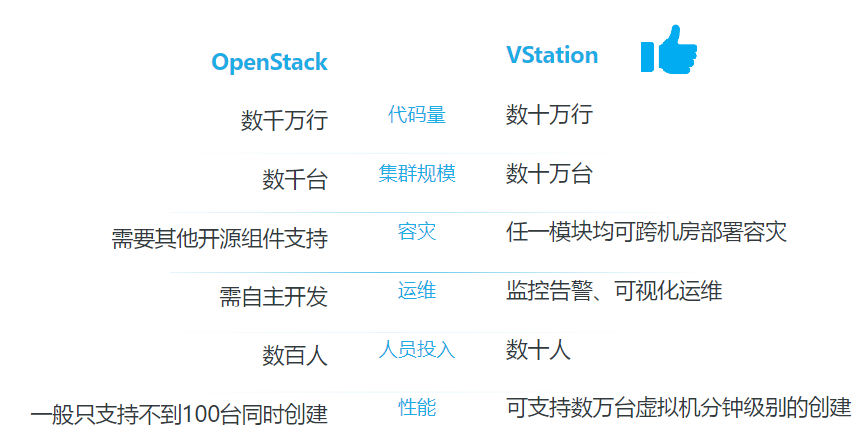 OpenStack VStation
数千万行 代码量 数十万行
数千台 集群规模 数十万台
需要其他开源组件支持 容灾 任一模块均可跨机房部署容灾
需自主开发 运维 监控告警、可视化运维
数百人 人员投入 数十人
一般只支持不到100台同时创建 性能 可支持数万台虚拟机分钟级别的创建